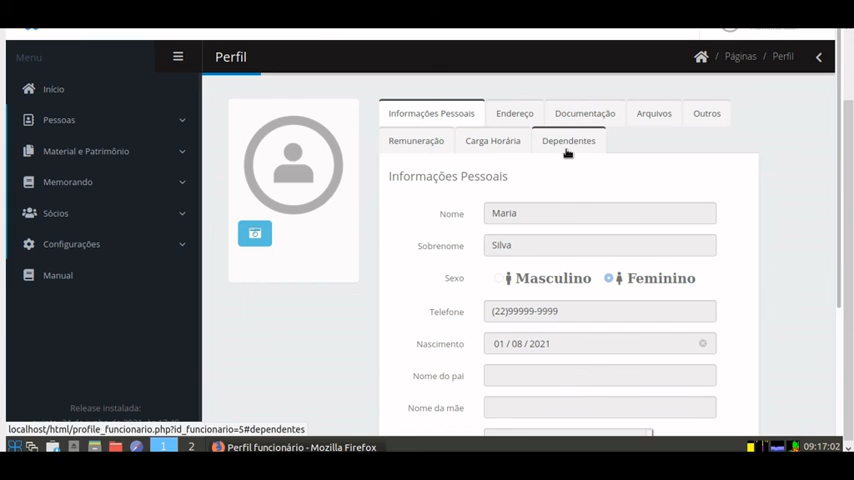 Menu
Perfil
/ Páginas / Perfil
Início
Pessoas
Material e Patrimônio
Memorando
Sócios
Configurações
Manual
Release instalada:
Informações Pessoais
Endereço
Documentação
Arquivos
Outros
Remuneração
Carga Horária
Dependentes
Informações Pessoais
Nome
Maria
Sobrenome
Silva
Sexo
Masculino
Feminino
Telefone
(22)99999-9999
Nascimento
01 / 08 / 2021
Nome do pai
Nome da mãe
localhost/html/profile_funcionario.php?id_funcionario=5#dependentes
1
2
Perfil funcionário - Mozilla Firefox
09:17:02